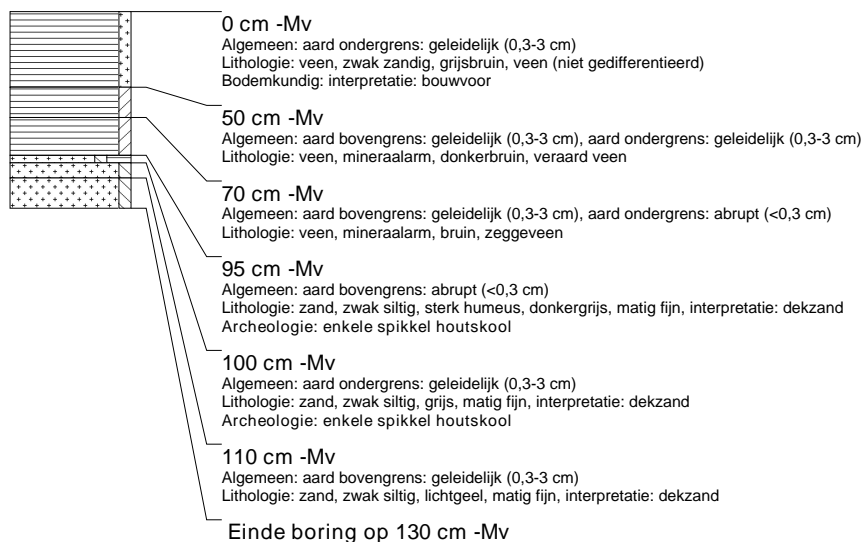 0 cm -Mv
Algemeen: aard ondergrens: geleidelijk (0,3-3 cm)
Lithologie: veen, zwak zandig, grijsbruin, veen (niet gedifferentieerd)
Bodemkundig: interpretatie: bouwvoor
50 cm -Mv
Algemeen: aard bovengrens: geleidelijk (0,3-3 cm), aard ondergrens: geleidelijk (0,3-3 cm)
Lithologie: veen, mineraalarm, donkerbruin, veraard veen
70 cm -Mv
Algemeen: aard bovengrens: geleidelijk (0,3-3 cm), aard ondergrens: abrupt (<0,3 cm)
Lithologie: veen, mineraalarm, bruin, zeggeveen
95 cm -Mv
Algemeen: aard bovengrens: abrupt (<0,3 cm)
Lithologie: zand, zwak siltig, sterk humeus, donkergrijs, matig fijn, interpretatie: dekzand
Archeologie: enkele spikkel houtskool
100 cm -Mv
Algemeen: aard ondergrens: geleidelijk (0,3-3 cm)
Lithologie: zand, zwak siltig, grijs, matig fijn, interpretatie: dekzand
Archeologie: enkele spikkel houtskool
110 cm -Mv
Algemeen: aard bovengrens: geleidelijk (0,3-3 cm)
Lithologie: zand, zwak siltig, lichtgeel, matig fijn, interpretatie: dekzand
Einde boring op 130 cm -Mv